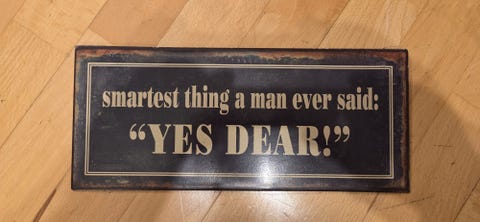 smartest thing a man ever said:
“YES DEAR!”